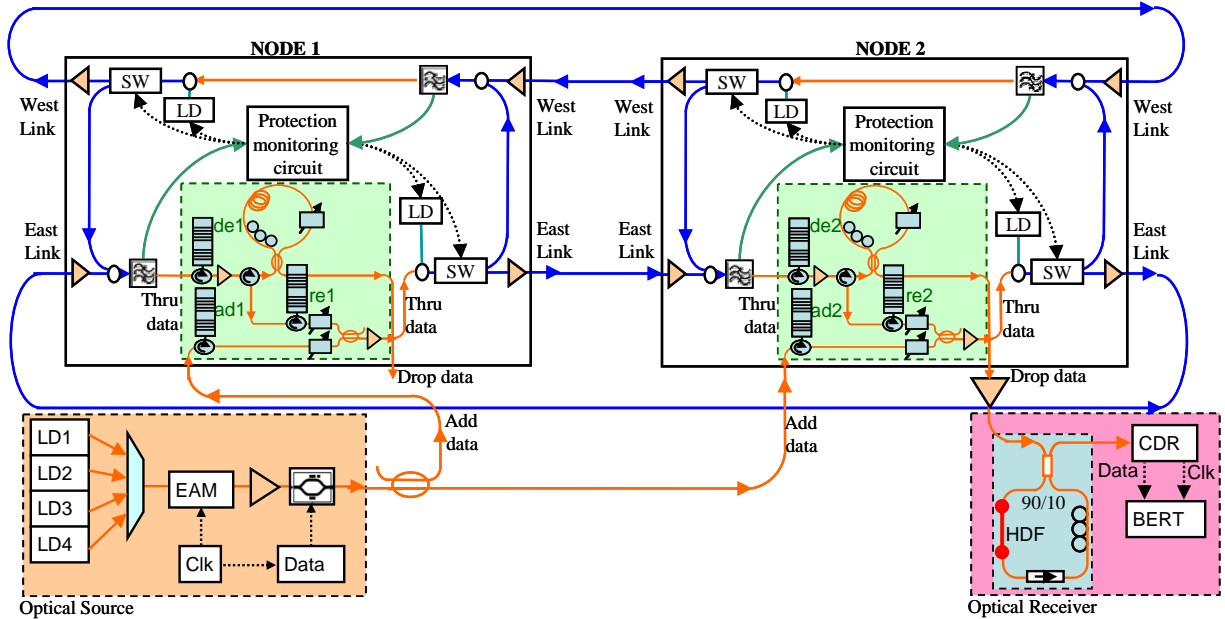 NODE 1
NODE 2
SW
LD
West
Link
Protection
monitoring
circuit
West
Link
SW
LD
Protection
monitoring
circuit
West
Link
East
Link
de1
LD
SW
East
Link
Thru
data
ad1
re1
Thru
data
East
Link
de2
LD
SW
East
Link
Thru
data
ad2
re2
Thru
data
Drop data
Drop data
Add
data
Add
data
LD1
LD2
LD3
LD4
EAM
Clk
Data
Optical Source
CDR
Data
Clk
90/10
HDF
BERT
Optical Receiver